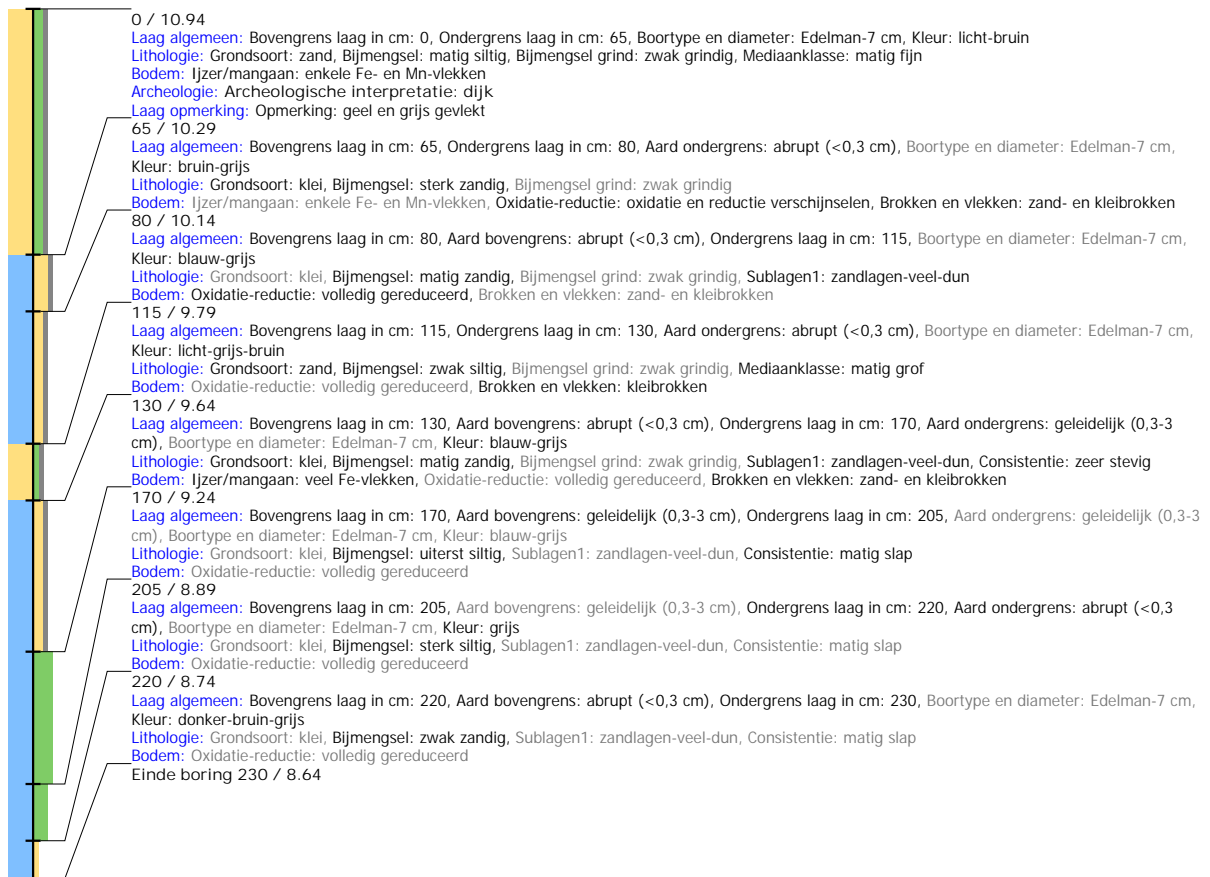 0 / 10.94
Laag algemeen: Bovengrens laag in cm: 0, Ondergrens laag in cm: 65, Boortype en diameter: Edelman-7 cm, Kleur: licht-bruin
Lithologie: Grondsoort: zand, Bijmengsel: matig siltig, Bijmengsel grind: zwak grindig, Mediaanklasse: matig fijn
Bodem: Ijzer/mangaan: enkele Fe- en Mn-vlekken
Archeologie: Archeologische interpretatie: dijk
Laag opmerking: Opmerking: geel en grijs gevlekt
65 / 10.29
Laag algemeen: Bovengrens laag in cm: 65, Ondergrens laag in cm: 80, Aard ondergrens: abrupt (<0,3 cm), Boortype en diameter: Edelman-7 cm,
Kleur: bruin-grijs
Lithologie: Grondsoort: klei, Bijmengsel: sterk zandig, Bijmengsel grind: zwak grindig
Bodem: Ijzer/mangaan: enkele Fe- en Mn-vlekken, Oxidatie-reductie: oxidatie en reductie verschijnselen, Brokken en vlekken: zand- en kleibrokken
80 / 10.14
Laag algemeen: Bovengrens laag in cm: 80, Aard bovengrens: abrupt (<0,3 cm), Ondergrens laag in cm: 115, Boortype en diameter: Edelman-7 cm,
Kleur: blauw-grijs
Lithologie: Grondsoort: klei, Bijmengsel: matig zandig, Bijmengsel grind: zwak grindig, Sublagen1: zandlagen-veel-dun
Bodem: Oxidatie-reductie: volledig gereduceerd, Brokken en vlekken: zand- en kleibrokken
115 / 9.79
Laag algemeen: Bovengrens laag in cm: 115, Ondergrens laag in cm: 130, Aard ondergrens: abrupt (<0,3 cm), Boortype en diameter: Edelman-7 cm,
Kleur: licht-grijs-bruin
Lithologie: Grondsoort: zand, Bijmengsel: zwak siltig, Bijmengsel grind: zwak grindig, Mediaanklasse: matig grof
Bodem: Oxidatie-reductie: volledig gereduceerd, Brokken en vlekken: kleibrokken
130 / 9.64
Laag algemeen: Bovengrens laag in cm: 130, Aard bovengrens: abrupt (<0,3 cm), Ondergrens laag in cm: 170, Aard ondergrens: geleidelijk (0,3-3
cm), Boortype en diameter: Edelman-7 cm, Kleur: blauw-grijs
Lithologie: Grondsoort: klei, Bijmengsel: matig zandig, Bijmengsel grind: zwak grindig, Sublagen1: zandlagen-veel-dun, Consistentie: zeer stevig
Bodem: Ijzer/mangaan: veel Fe-vlekken, Oxidatie-reductie: volledig gereduceerd, Brokken en vlekken: zand- en kleibrokken
170 / 9.24
Laag algemeen: Bovengrens laag in cm: 170, Aard bovengrens: geleidelijk (0,3-3 cm), Ondergrens laag in cm: 205, Aard ondergrens: geleidelijk (0,3-3
cm), Boortype en diameter: Edelman-7 cm, Kleur: blauw-grijs
Lithologie: Grondsoort: klei, Bijmengsel: uiterst siltig, Sublagen1: zandlagen-veel-dun, Consistentie: matig slap
Bodem: Oxidatie-reductie: volledig gereduceerd
205 / 8.89
Laag algemeen: Bovengrens laag in cm: 205, Aard bovengrens: geleidelijk (0,3-3 cm), Ondergrens laag in cm: 220, Aard ondergrens: abrupt (<0,3
cm), Boortype en diameter: Edelman-7 cm, Kleur: grijs
Lithologie: Grondsoort: klei, Bijmengsel: sterk siltig, Sublagen1: zandlagen-veel-dun, Consistentie: matig slap
Bodem: Oxidatie-reductie: volledig gereduceerd
220 / 8.74
Laag algemeen: Bovengrens laag in cm: 220, Aard bovengrens: abrupt (<0,3 cm), Ondergrens laag in cm: 230, Boortype en diameter: Edelman-7 cm,
Kleur: donker-bruin-grijs
Lithologie: Grondsoort: klei, Bijmengsel: zwak zandig, Sublagen1: zandlagen-veel-dun, Consistentie: matig slap
Bodem: Oxidatie-reductie: volledig gereduceerd
Einde boring 230 / 8.64